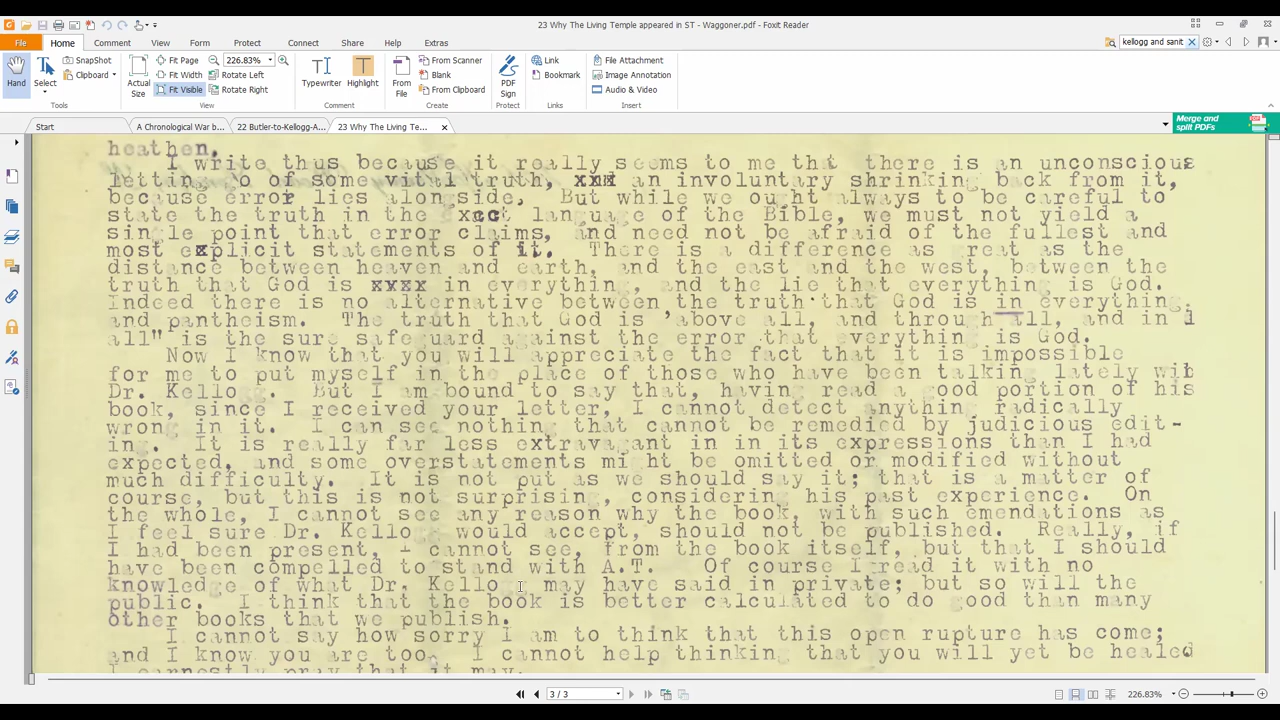 23 Why The Living Temple appeared in ST - Waggoner.pdf - Foxit Reader
File Home Comment View Form Protect Connect Share Help Extras
kellogg and sanit
Hand
Select
SnapShot
Clipboard
Tools
Actual Size
Fit Page
Fit Width
Fit Visible
226.83%
Rotate Left
Rotate Right
View
Typewriter
Highlight
Comment
From File
From Scanner
Blank
From Clipboard
Create
PDF Sign
Protect
Link
Bookmark
Links
File Attachment
Image Annotation
Audio & Video
Insert
Start
A Chronological War b...
22 Butler-to-Kellogg-A...
23 Why The Living Te...
Merge and split PDFs
heathen.
I write thus because it really seems to me that there is an unconscious
letting go of some vital truth, xxx an involuntary shrinking back from it,
because error lies alongside. But while we ought always to be careful to
state the truth in the exact language of the Bible, we must not yield a
single point that error claims, and need not be afraid of the fullest and
most explicit statements of it. There is a difference as great as the
distance between heaven and earth, and the east and the west, between the
truth that God is xvxx in everything, and the lie that everything is God.
Indeed there is no alternative between the truth that God is in everything,
and pantheism. The truth that God is 'above all, and through all, and in
all" is the sure safeguard against the error that everything is God.
Now I know that you will appreciate the fact that it is impossible
for me to put myself in the place of those who have been talking lately wit
Dr. Kellogg. But I am bound to say that, having read a good portion of his
book, since I received your letter, I cannot detect anything radically
wrong in it. I can see nothing that cannot be remedied by judicious edit-
ing. It is really far less extravagant in in its expressions than I had
expected, and some overstatements might be omitted or modified without
much difficulty. It is not put as we should say it; that is a matter of
course, but this is not surprising, considering his past experience. On
the whole, I cannot see any reason why the book, with such emendations as
I feel sure Dr. Kellogg would accept, should not be published. Really, if
I had been present, I cannot see, from the book itself, but that I should
have been compelled to stand with A.T. Of course I read it with no
knowledge of what Dr. Kellogg may have said in private; but so will the
public. I think that the book is better calculated to do good than many
other books that we publish.
I cannot say how sorry I am to think that this open rupture has come;
and I know you are too. I cannot help thinking that you will yet be healed
I earnestly pray that it may.
3 / 3
226.83%